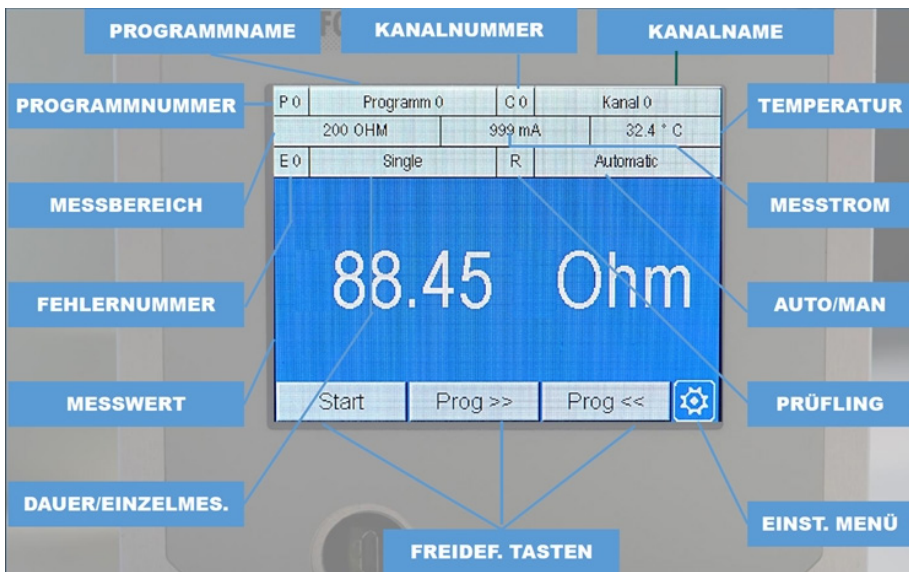 PROGRAMMNAME KANALNUMMER KANALNAME
PROGRAMMNUMMER P 0 Programm 0 C 0 Kanal 0 TEMPERATUR
200 OHM 999 mA 32.4 ° C
E 0 Single R Automatic
MESSBEREICH MESSTROM
88.45 Ohm
FEHLERNUMMER AUTO/MAN
MESSWERT Start Prog >> Prog << PRÜFLING
DAUER/EINZELMES. EINST. MENÜ
FREIDEF. TASTEN